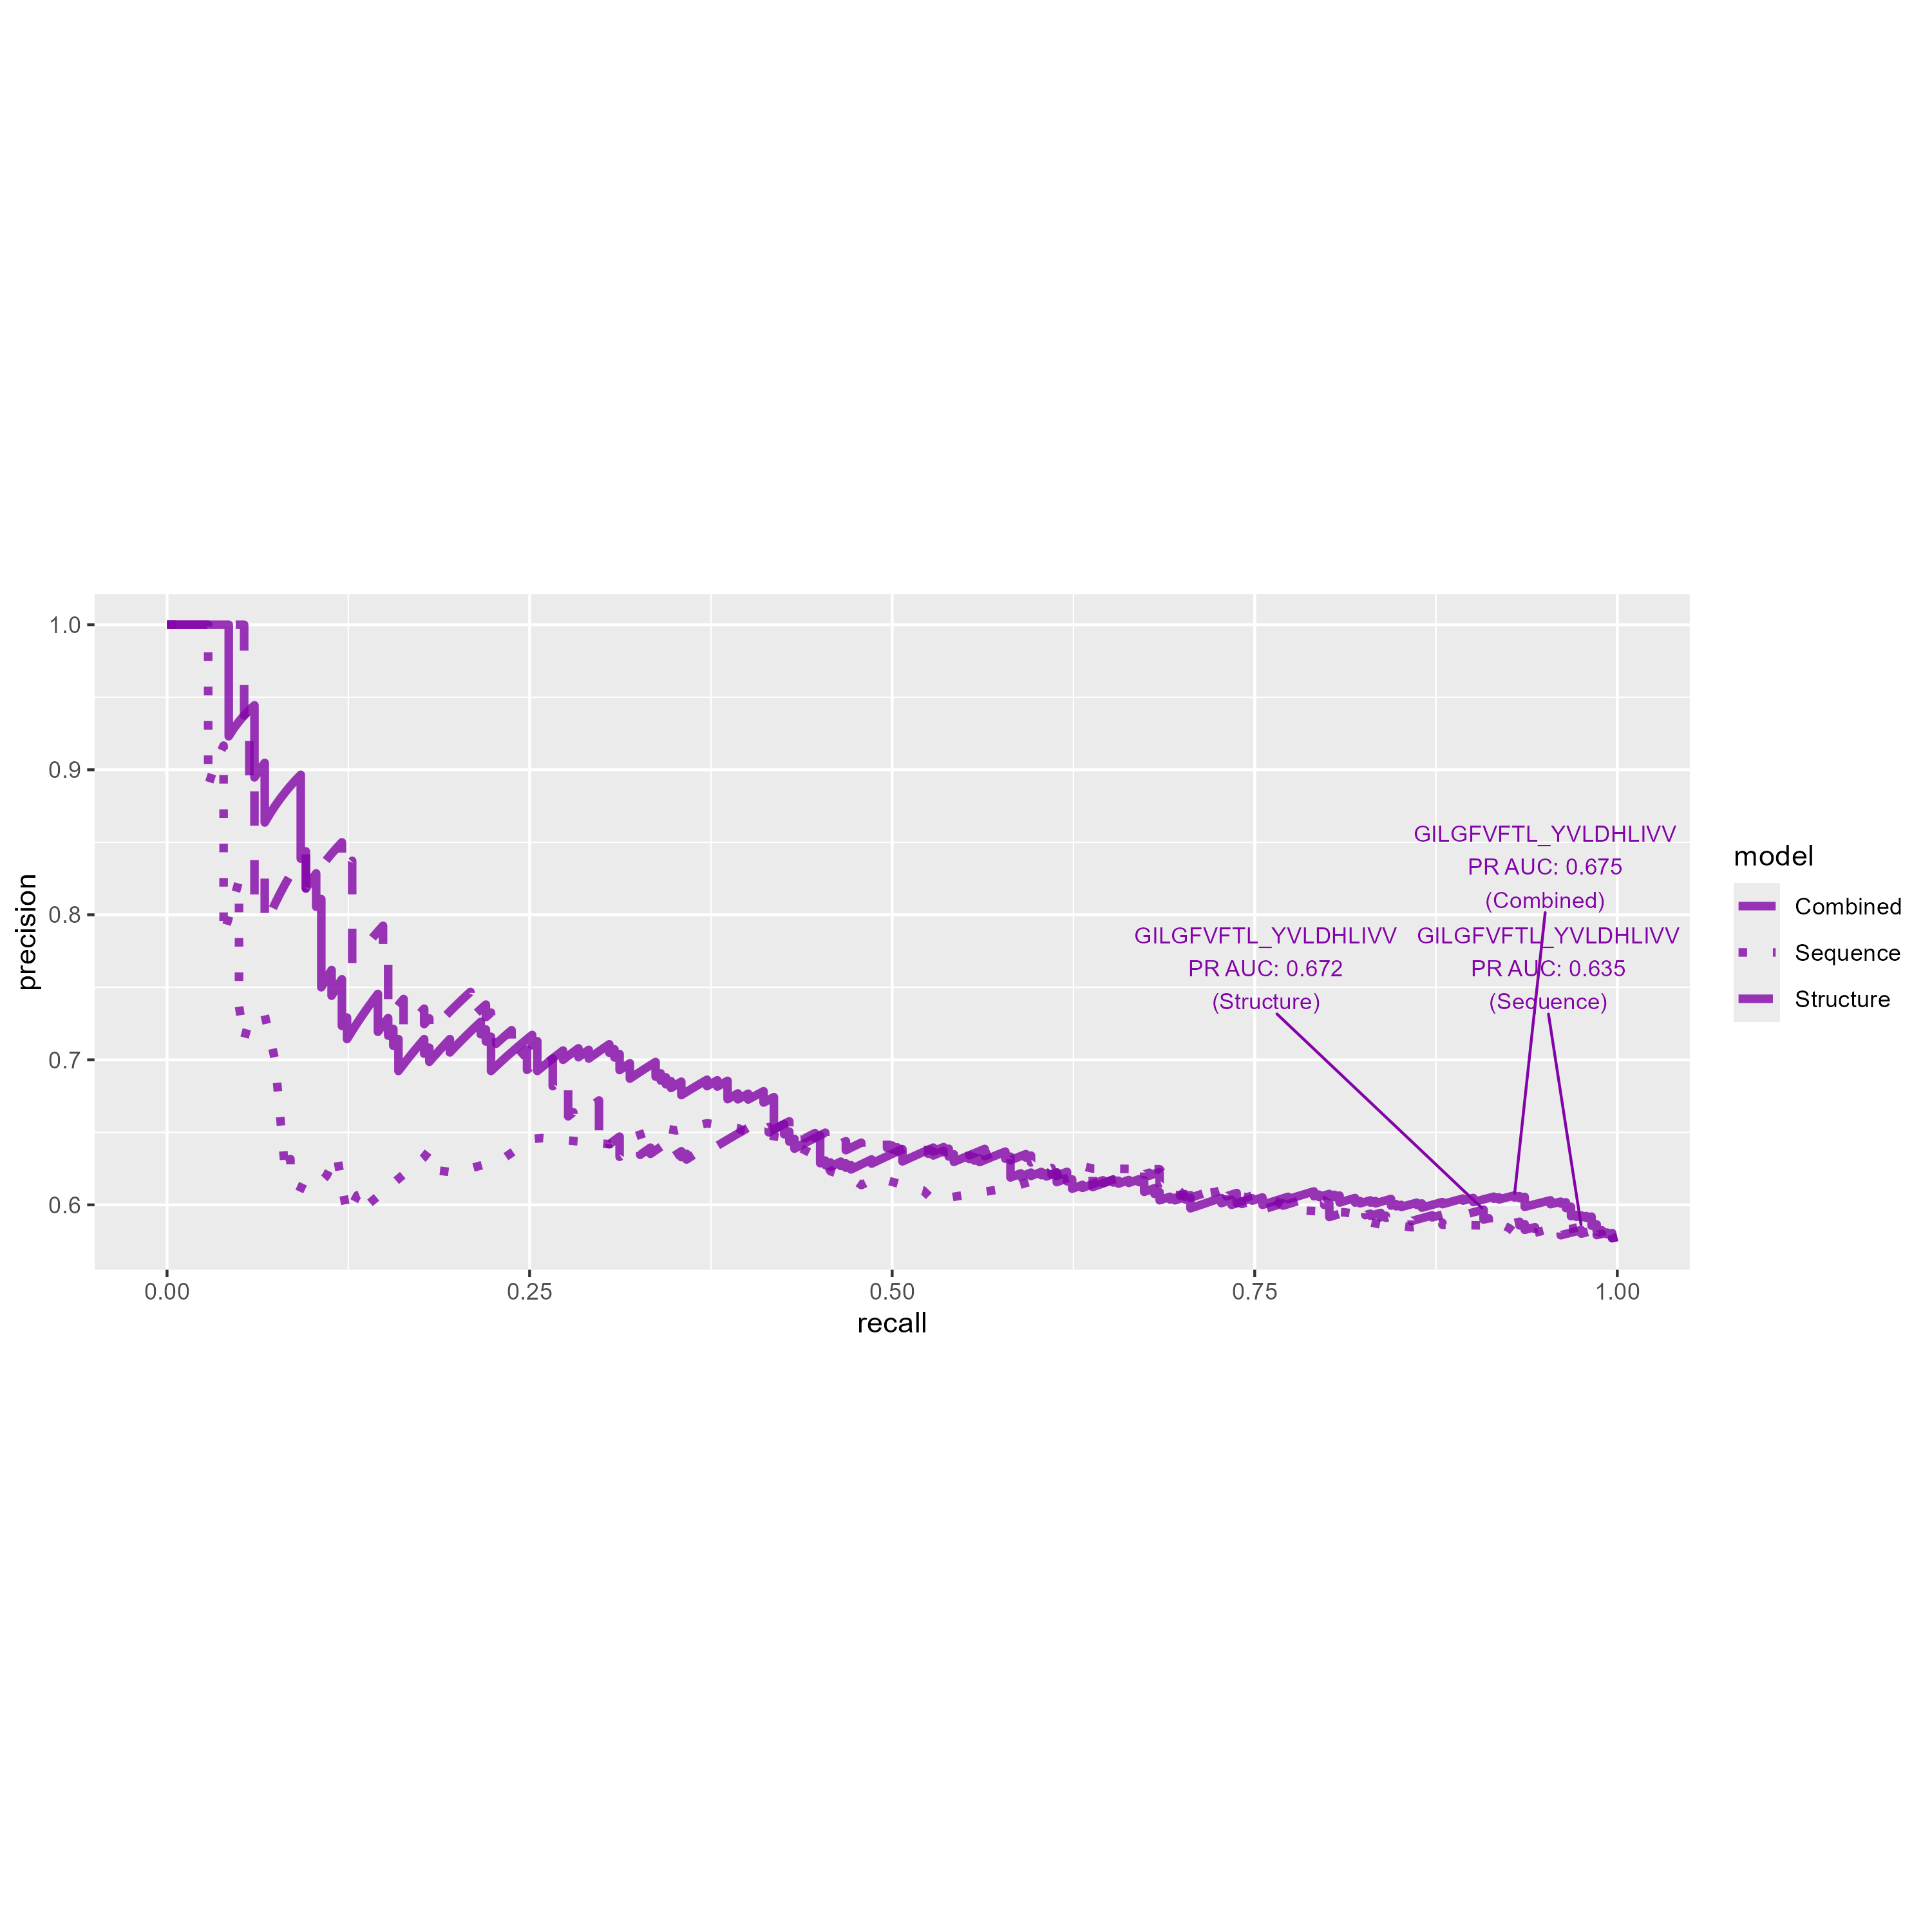 1.0
0.9
0.8
0.7
0.6
precision
0.00
0.25
0.50
0.75
1.00
recall
GILGFVFTL_YVLDHLIVV
PR AUC: 0.675
(Combined)
GILGFVFTL_YVLDHLIVV
PR AUC: 0.672
(Structure)
GILGFVFTL_YVLDHLIVV
PR AUC: 0.635
(Sequence)
model
Combined
Sequence
Structure